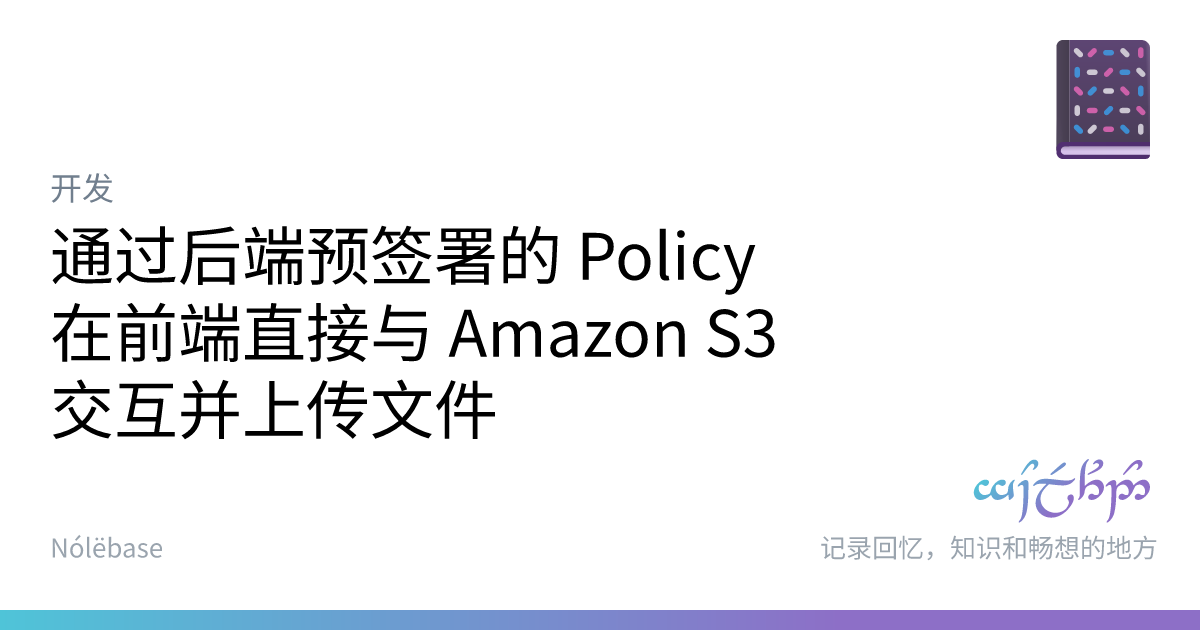 开发
通过后端预签署的 Policy
在前端直接与 Amazon S3
交互并上传文件
Nólëbase
记录回忆，知识和畅想的地方